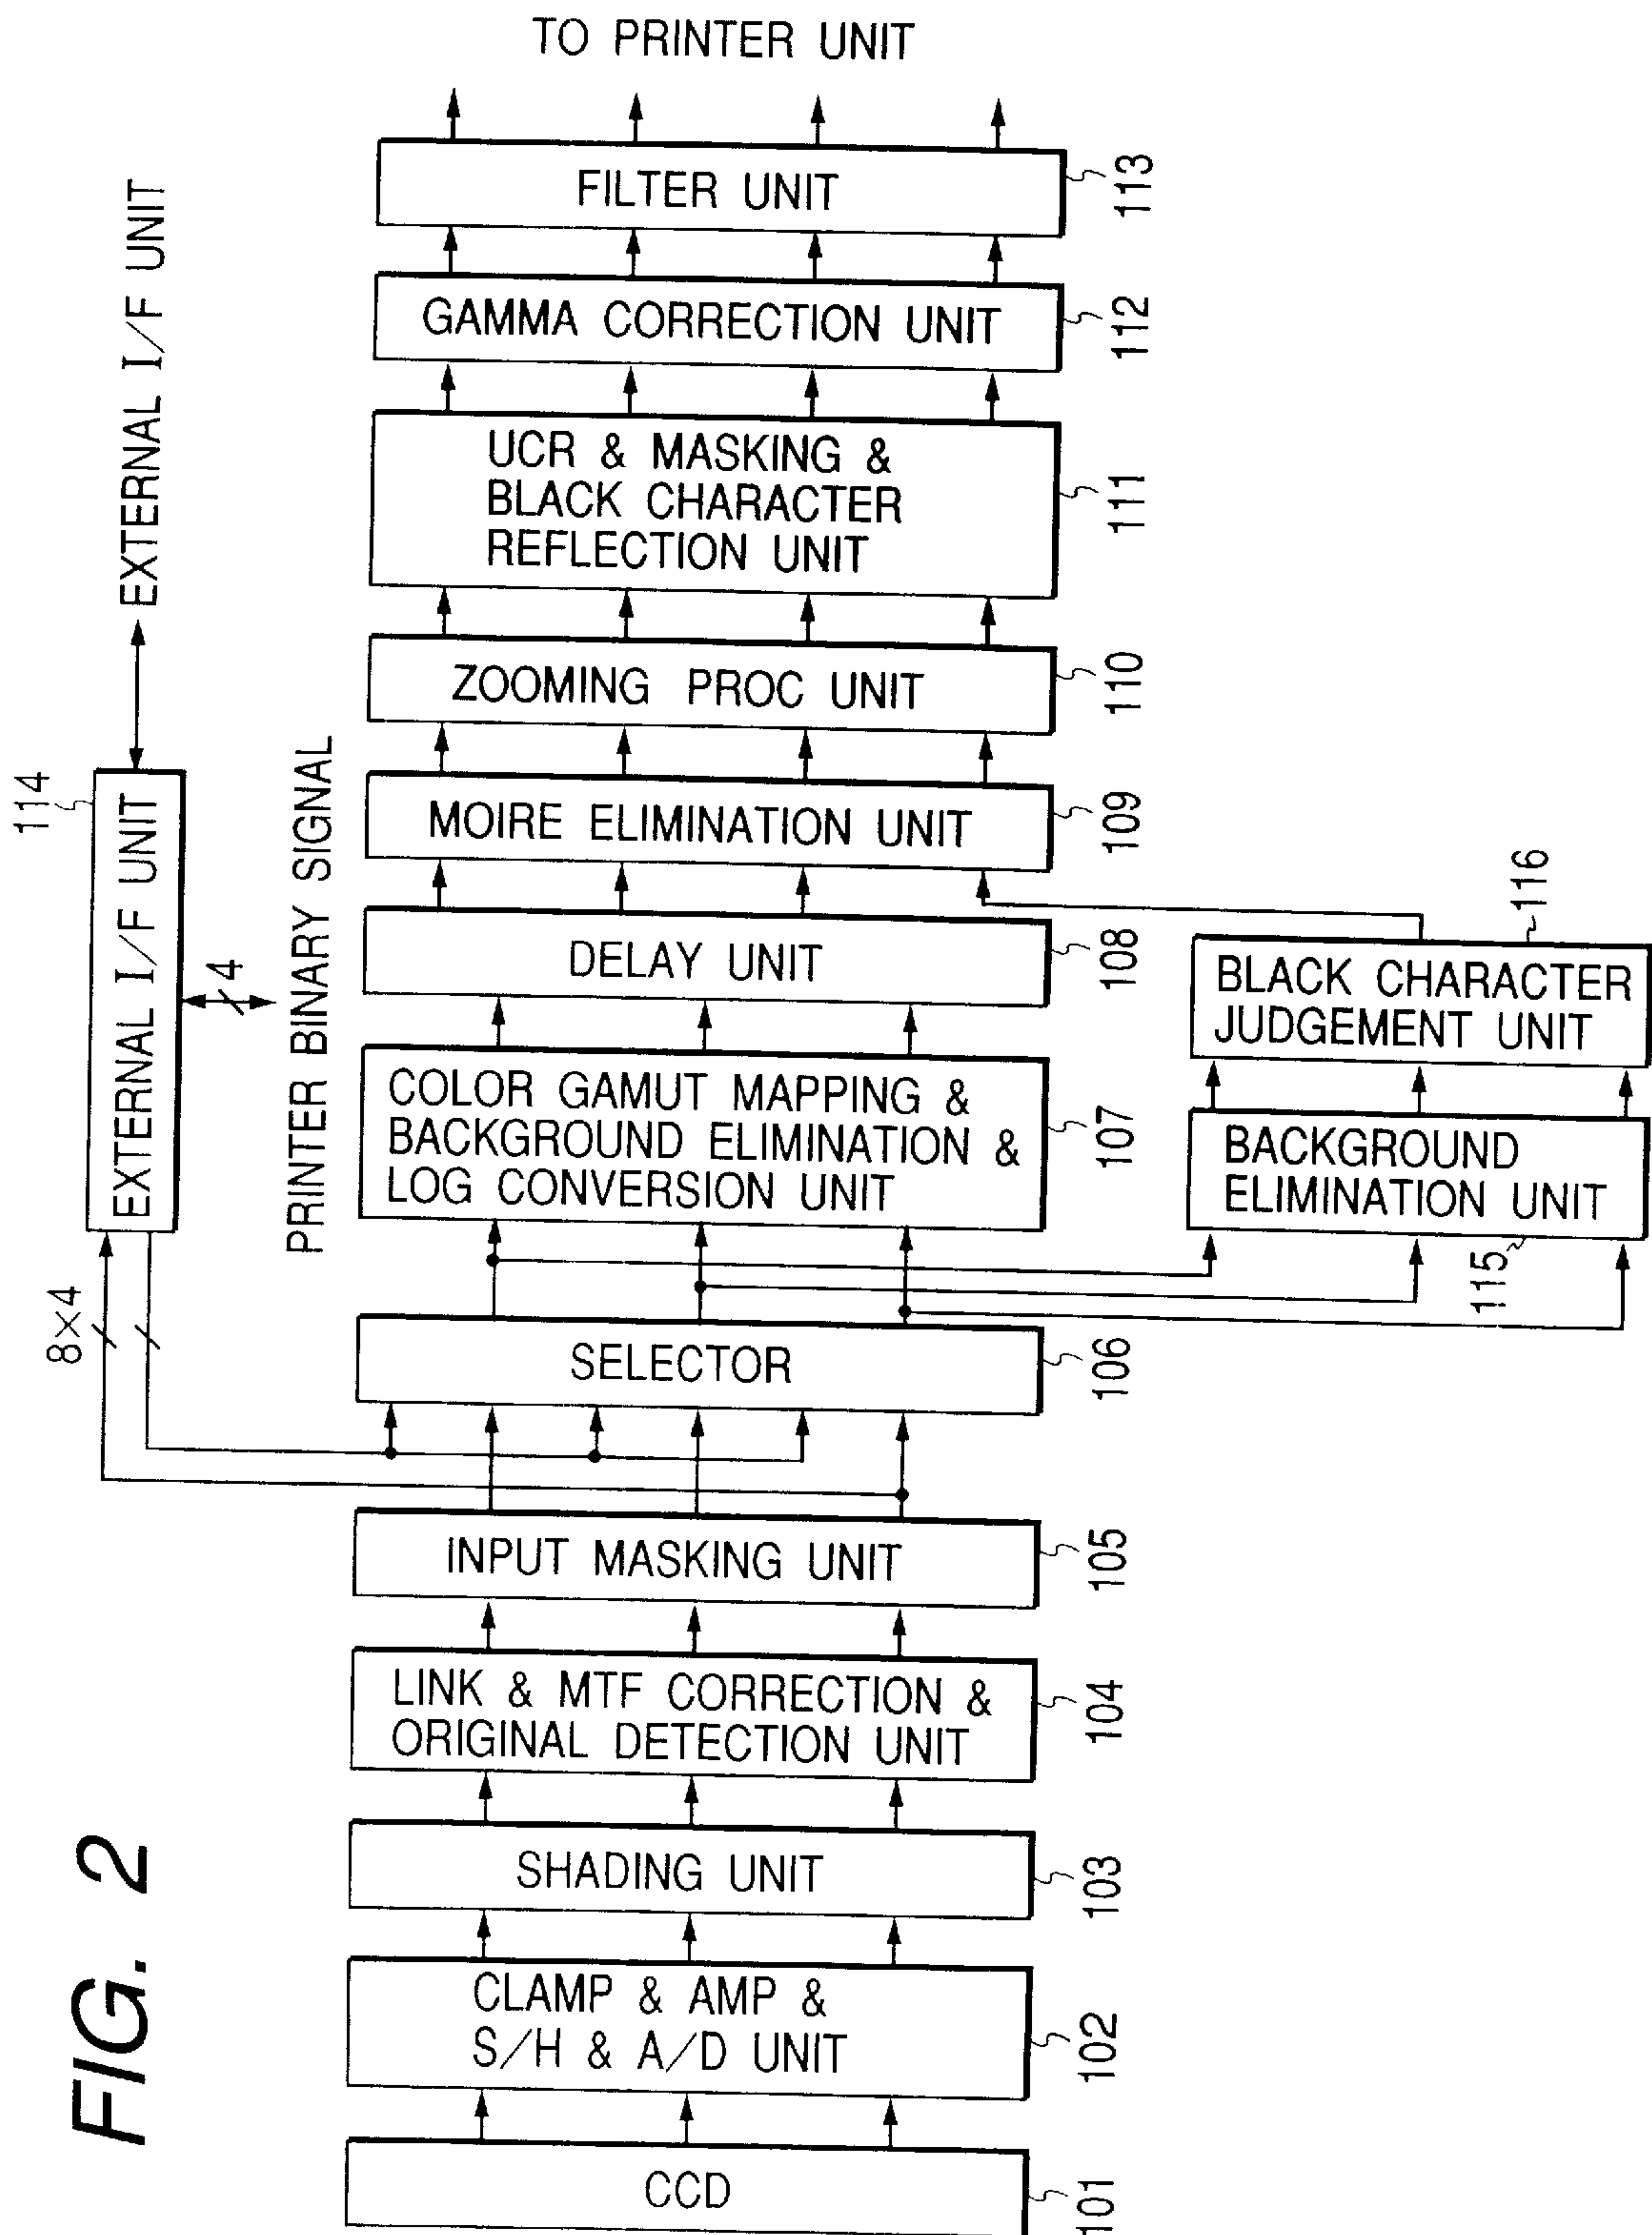 FIG. 2
TO PRINTER UNIT
FILTER UNIT
113
GAMMA CORRECTION UNIT
112
UCR & MASKING &
BLACK CHARACTER
REFLECTION UNIT
111
ZOOMING PROC UNIT
110
MOIRE ELIMINATION UNIT
109
DELAY UNIT
108
COLOR GAMUT MAPPING &
BACKGROUND ELIMINATION &
LOG CONVERSION UNIT
107
SELECTOR
106
INPUT MASKING UNIT
105
LINK & MTF CORRECTION &
ORIGINAL DETECTION UNIT
104
SHADING UNIT
103
CLAMP & AMP &
S/H & A/D UNIT
102
CCD
101
EXTERNAL I/F UNIT
114
EXTERNAL I/F UNIT
4
PRINTER BINARY SIGNAL
8×4
BLACK CHARACTER
JUDGEMENT UNIT
116
BACKGROUND
ELIMINATION UNIT
115